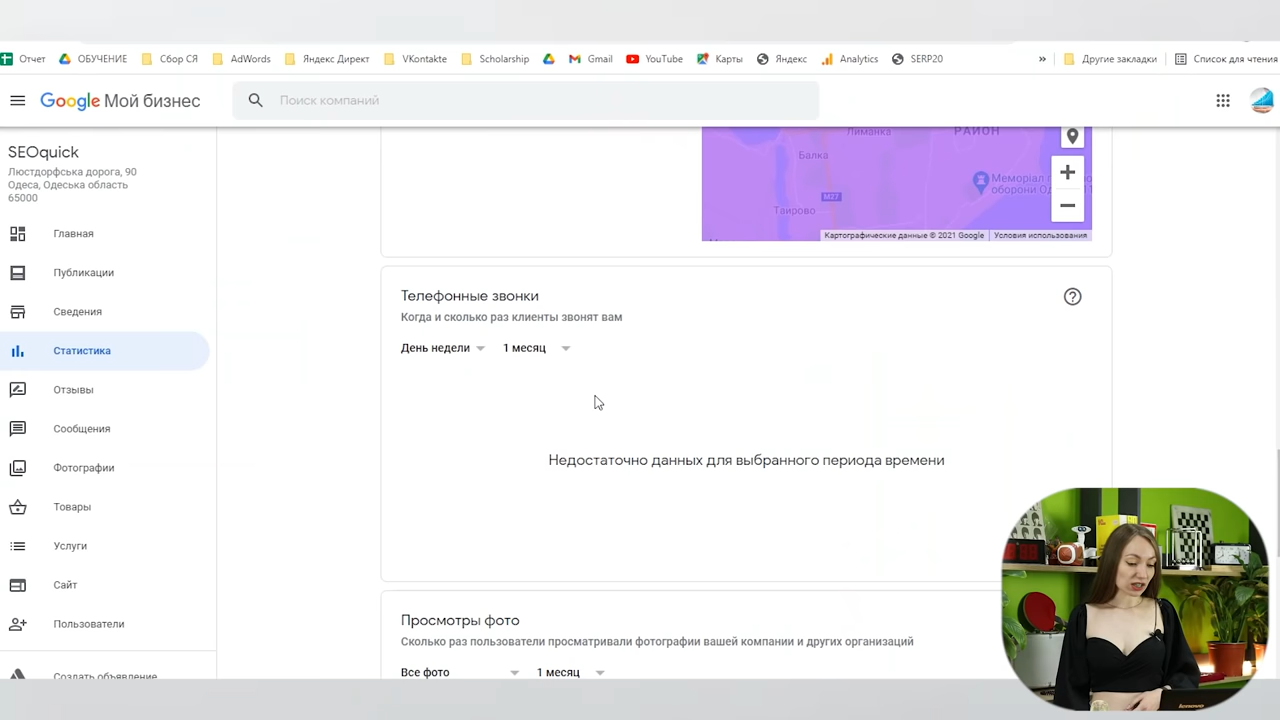 Отчет
ОБУЧЕНИЕ
Сбор СЯ
AdWords
Яндекс Директ
VKontakte
Scholarship
Gmail
YouTube
Карты
Яндекс
Analytics
SERP20
»
Другие закладки
Список для чтения
Google Мой бизнес
Поиск компаний
SEOquick
Люстдорфська дорога, 90
Одеса, Одеська область
65000
Главная
Публикации
Сведения
Статистика
Отзывы
Сообщения
Фотографии
Товары
Услуги
Сайт
Пользователи
Создать объявление
Лиманка
РАЙОН
Балка
Меморіал
оборони
Таирово
Картографические данные © 2021 Google
Условия использования
Телефонные звонки
Когда и сколько раз клиенты звонят вам
День недели
1 месяц
Недостаточно данных для выбранного периода времени
Просмотры фото
Сколько раз пользователи просматривали фотографии вашей компании и других организаций
Все фото
1 месяц